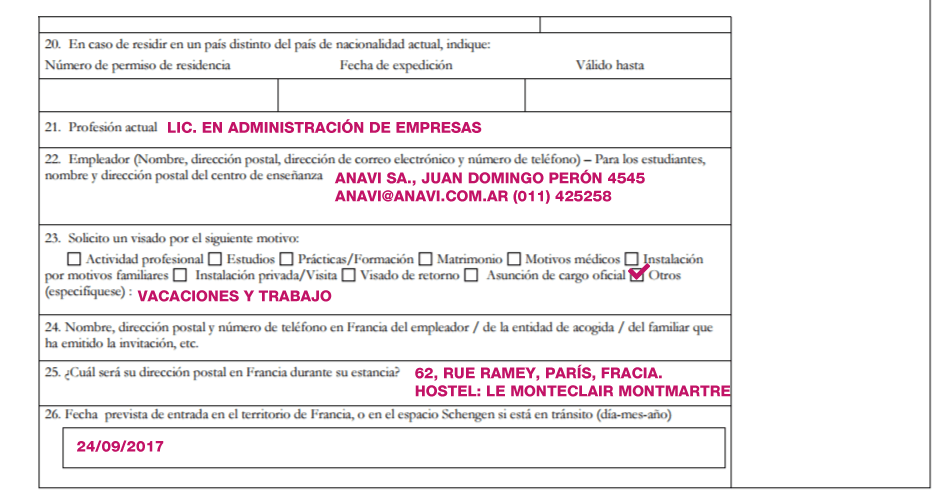 20. En caso de residir en un país distinto del país de nacionalidad actual, indique:
Número de permiso de residencia Fecha de expedición Válido hasta
21. Profesión actual LIC. EN ADMINISTRACIÓN DE EMPRESAS
22. Empleador (Nombre, dirección postal, dirección de correo electrónico y número de teléfono) – Para los estudiantes,
nombre y dirección postal del centro de enseñanza ANAVI SA., JUAN DOMINGO PERÓN 4545
ANAVI@ANAVI.COM.AR (011) 425258
23. Solicito un visado por el siguiente motivo:
☐ Actividad profesional ☐ Estudios ☐ Prácticas/Formación ☐ Matrimonio ☐ Motivos médicos ☐ Instalación
por motivos familiares ☐ Instalación privada/Visita ☐ Visado de retorno ☐ Asunción de cargo oficial ☑ Otros
(especifíquese) : VACACIONES Y TRABAJO
24. Nombre, dirección postal y número de teléfono en Francia del empleador / de la entidad de acogida / del familiar que
ha emitido la invitación, etc.
25. ¿Cuál será su dirección postal en Francia durante su estancia? 62, RUE RAMEY, PARÍS, FRACIA.
HOSTEL: LE MONTECLAIR MONTMARTRE
26. Fecha prevista de entrada en el territorio de Francia, o en el espacio Schengen si está en tránsito (día-mes-año)
24/09/2017